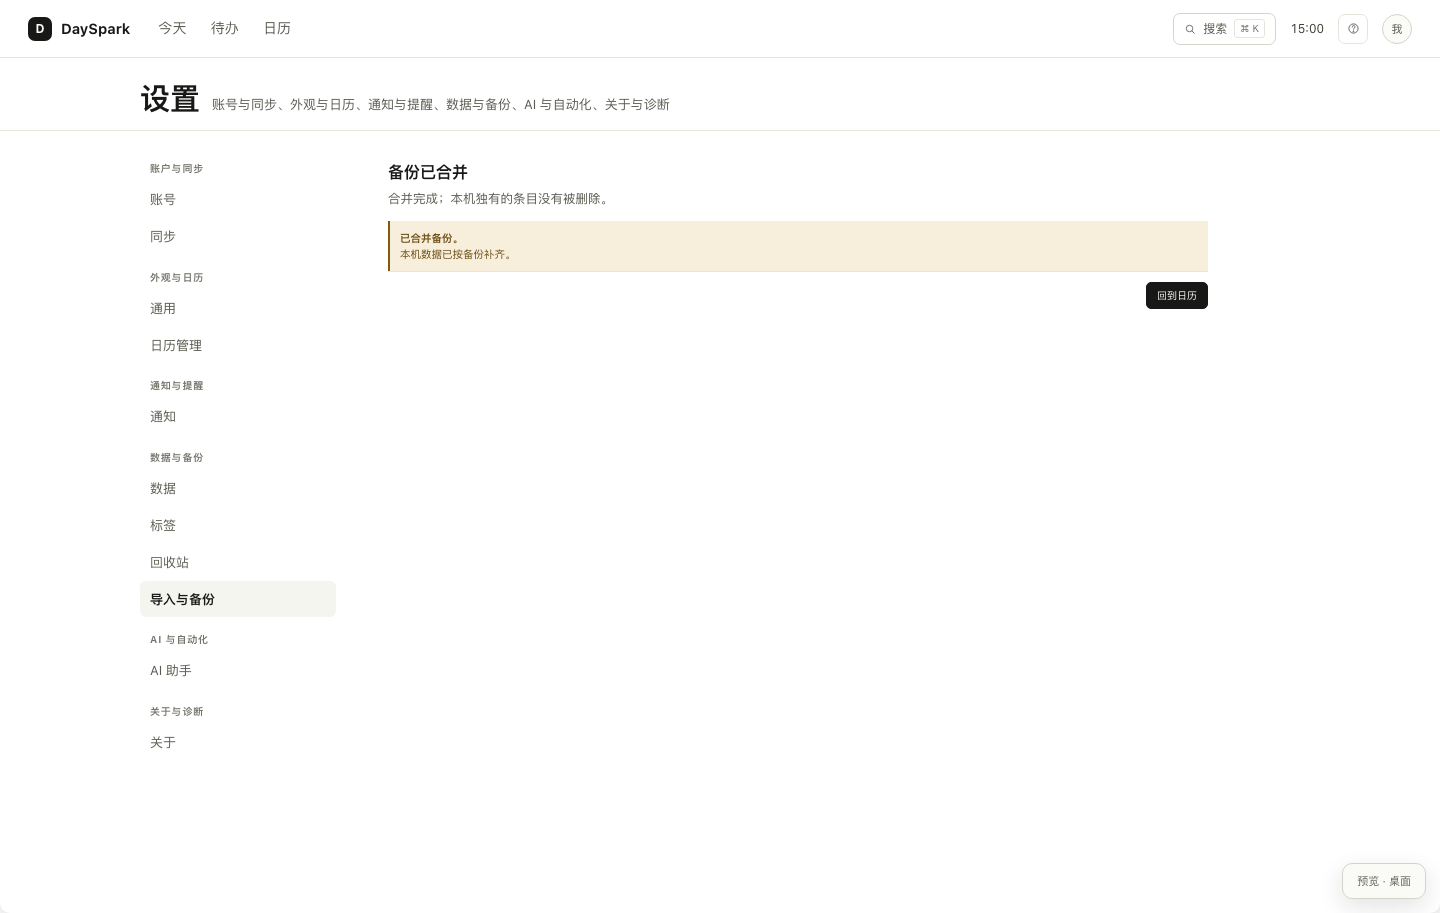 D DaySpark 今天 待办 日历 搜索 ⌘ K 15:00 我
设置 账号与同步、外观与日历、通知与提醒、数据与备份、AI 与自动化、关于与诊断
账户与同步
账号
同步
外观与日历
通用
日历管理
通知与提醒
通知
数据与备份
数据
标签
回收站
导入与备份
AI 与自动化
AI 助手
关于与诊断
关于
备份已合并
合并完成；本机独有的条目没有被删除。
已合并备份。
本机数据已按备份补齐。
回到日历
预览 · 桌面